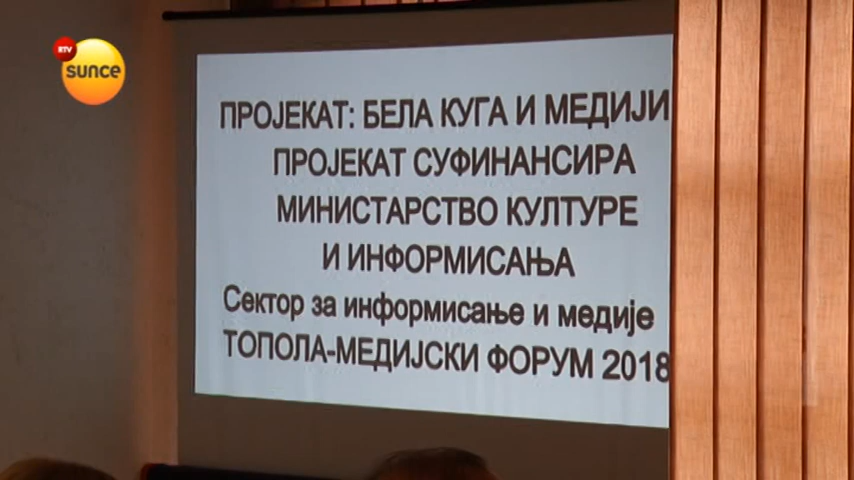 RTV
sunce
ПРОЈЕКАТ: БЕЛА КУГА И МЕДИЈИ
ПРОЈЕКАТ СУФИНАНСИРА
МИНИСТАРСТВО КУЛТУРЕ
И ИНФОРМИСАЊА
Сектор за информисање и медије
ТОПОЛА-МЕДИЈСКИ ФОРУМ 2018